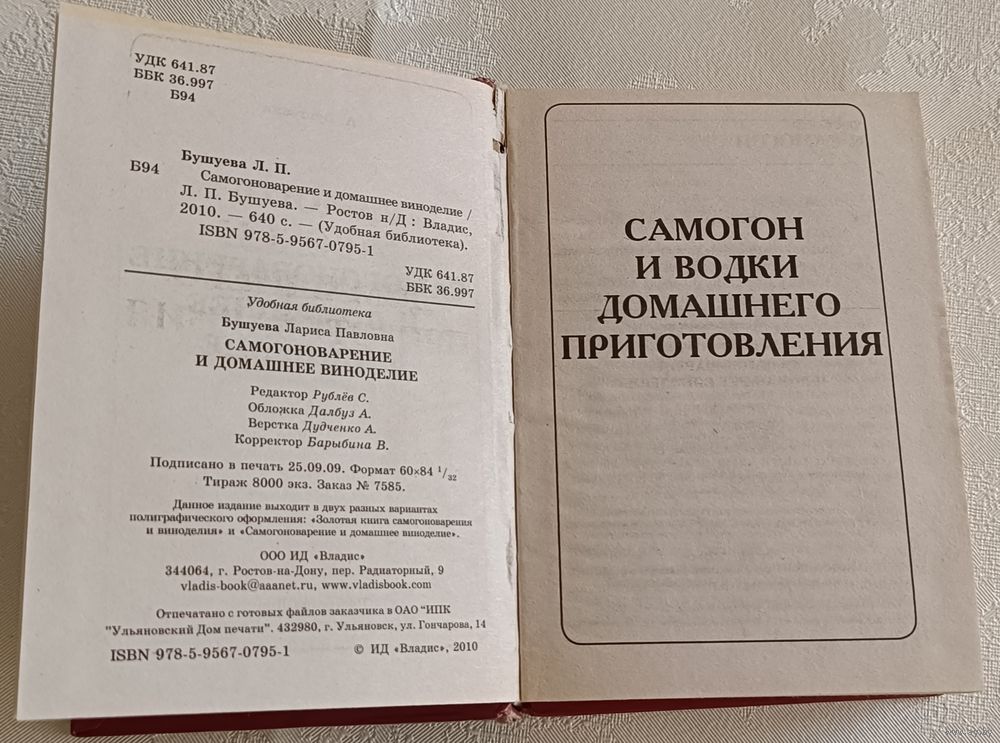 УДК 641.87
ББК 36.997
Б94
Бушуева Л. П.
Б94 Самогоноварение и домашнее виноделие /
Л. П. Бушуева. — Ростов н/Д : Владис,
2010. — 640 с. — (Удобная библиотека).
ISBN 978-5-9567-0795-1
УДК 641.87
ББК 36.997
Удобная библиотека
Бушуева Лариса Павловна
САМОГОНОВАРЕНИЕ
И ДОМАШНЕЕ ВИНОДЕЛИЕ
Редактор Рублёв С.
Обложка Далбуз А.
Верстка Дудченко А.
Корректор Барыбина В.
Подписано в печать 25.09.09. Формат 60×84 1/32
Тираж 8000 экз. Заказ № 7585.
Данное издание выходит в двух разных вариантах
полиграфического оформления: «Золотая книга самогоноварения
и виноделия» и «Самогоноварение и домашнее виноделие».
ООО ИД «Владис»
344064, г. Ростов-на-Дону, пер. Радиаторный, 9
vladis-book@aaanet.ru, www.vladisbook.com
Отпечатано с готовых файлов заказчика в ОАО "ИПК
"Ульяновский Дом печати". 432980, г. Ульяновск, ул. Гончарова, 14
ISBN 978-5-9567-0795-1
© ИД «Владис», 2010
САМОГОН
И ВОДКИ
ДОМАШНЕГО
ПРИГОТОВЛЕНИЯ